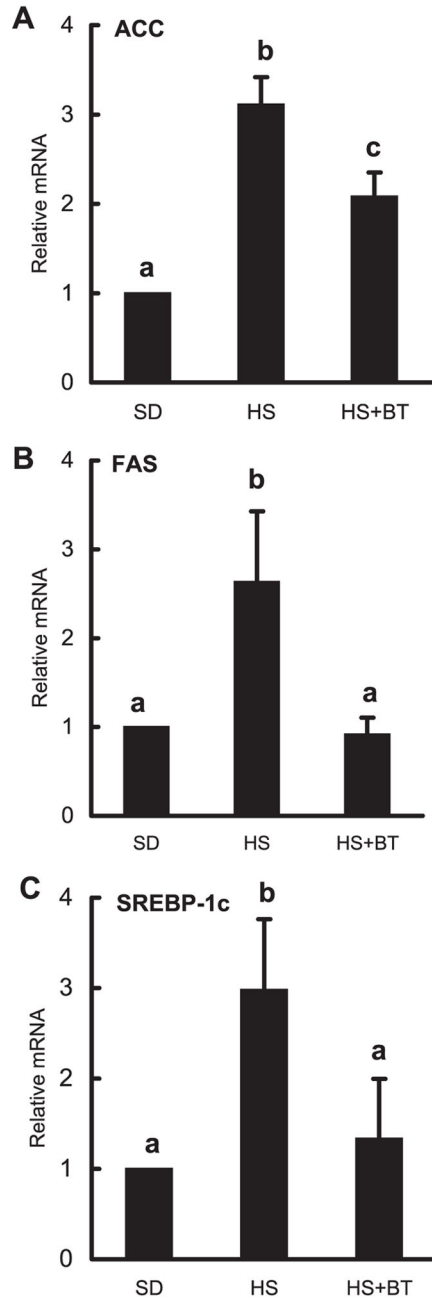 A
ACC
Relative mRNA
4
3
2
1
0
a
b
c
SD HS HS+BT
B
FAS
Relative mRNA
4
3
2
1
0
a
b
a
SD HS HS+BT
C
SREBP-1c
Relative mRNA
4
3
2
1
0
a
b
a
SD HS HS+BT